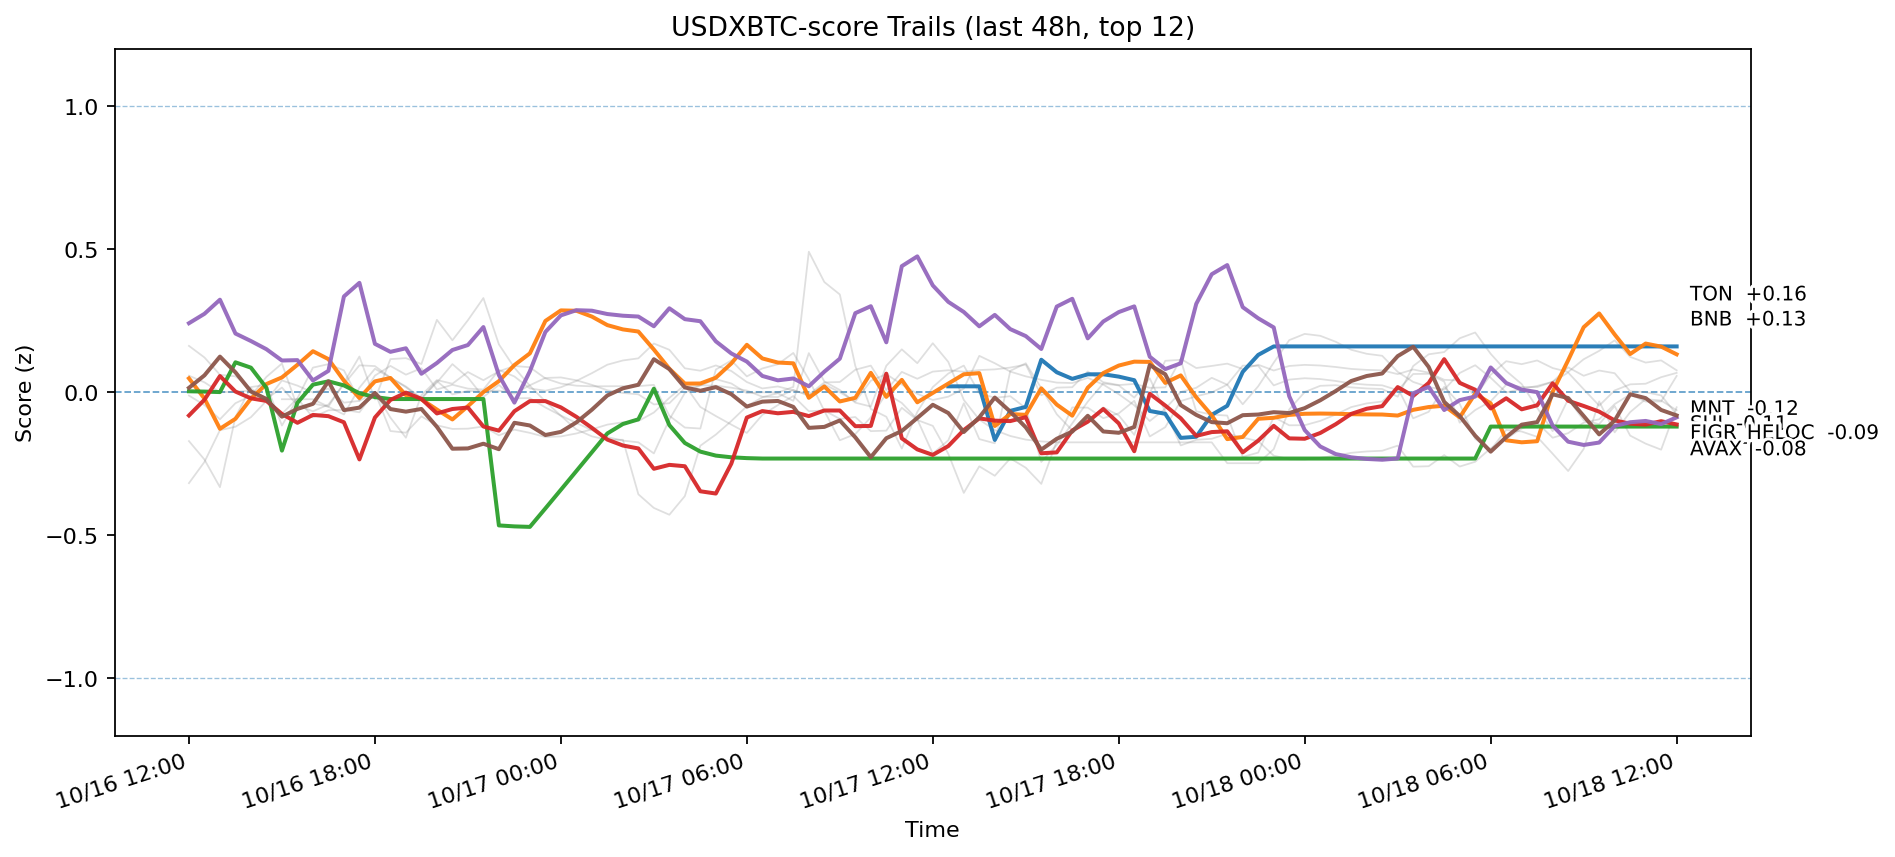 USDXBTC-score Trails (last 48h, top 12)
Score (z)
1.0
0.5
0.0
−0.5
−1.0
TON +0.16
BNB +0.13
MNT -0.12
SUI -0.11
FIGR_HELOC -0.09
AVAX -0.08
10/16 12:00
10/16 18:00
10/17 00:00
10/17 06:00
10/17 12:00
10/17 18:00
10/18 00:00
10/18 06:00
10/18 12:00
Time